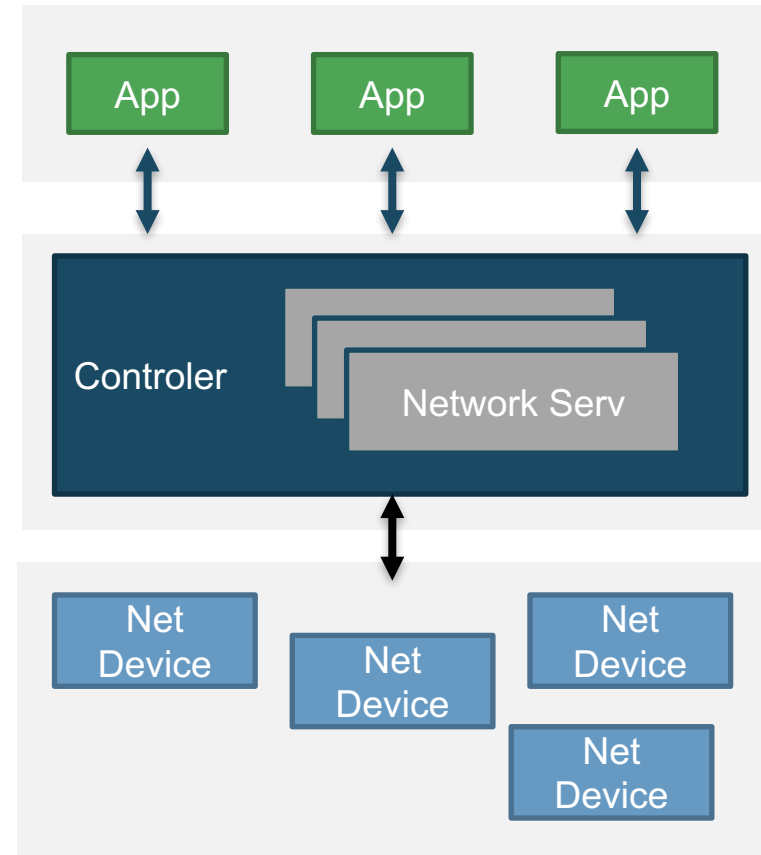 App
App
App
Controler
Network Serv
Net
Device
Net
Device
Net
Device
Net
Device